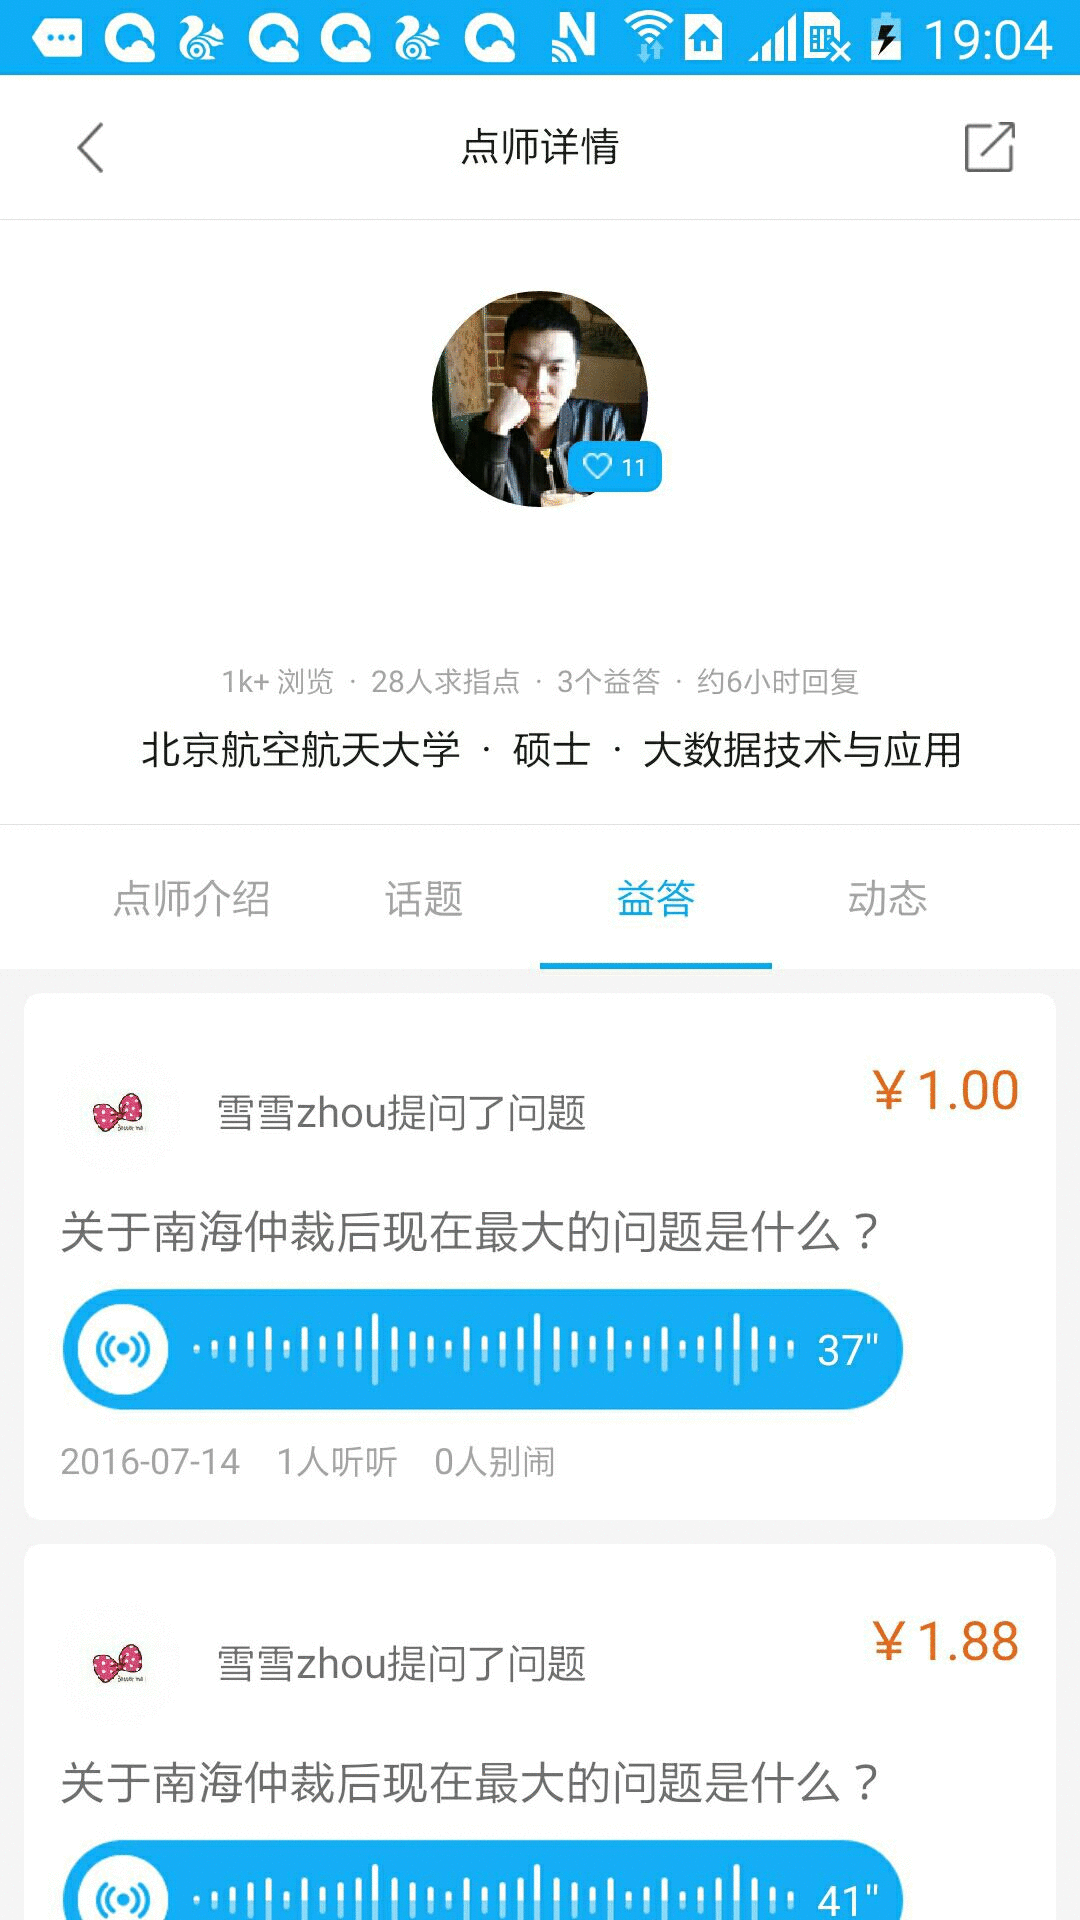 19:04
点师详情
11
1k+ 浏览 · 28人求指点 · 3个益答 · 约6小时回复
北京航空航天大学 · 硕士 · 大数据技术与应用
点师介绍 话题 益答 动态
雪雪zhou提问了问题 ¥1.00
关于南海仲裁后现在最大的问题是什么？
37"
2016-07-14 1人听听 0人别闹
雪雪zhou提问了问题 ¥1.88
关于南海仲裁后现在最大的问题是什么？
41"